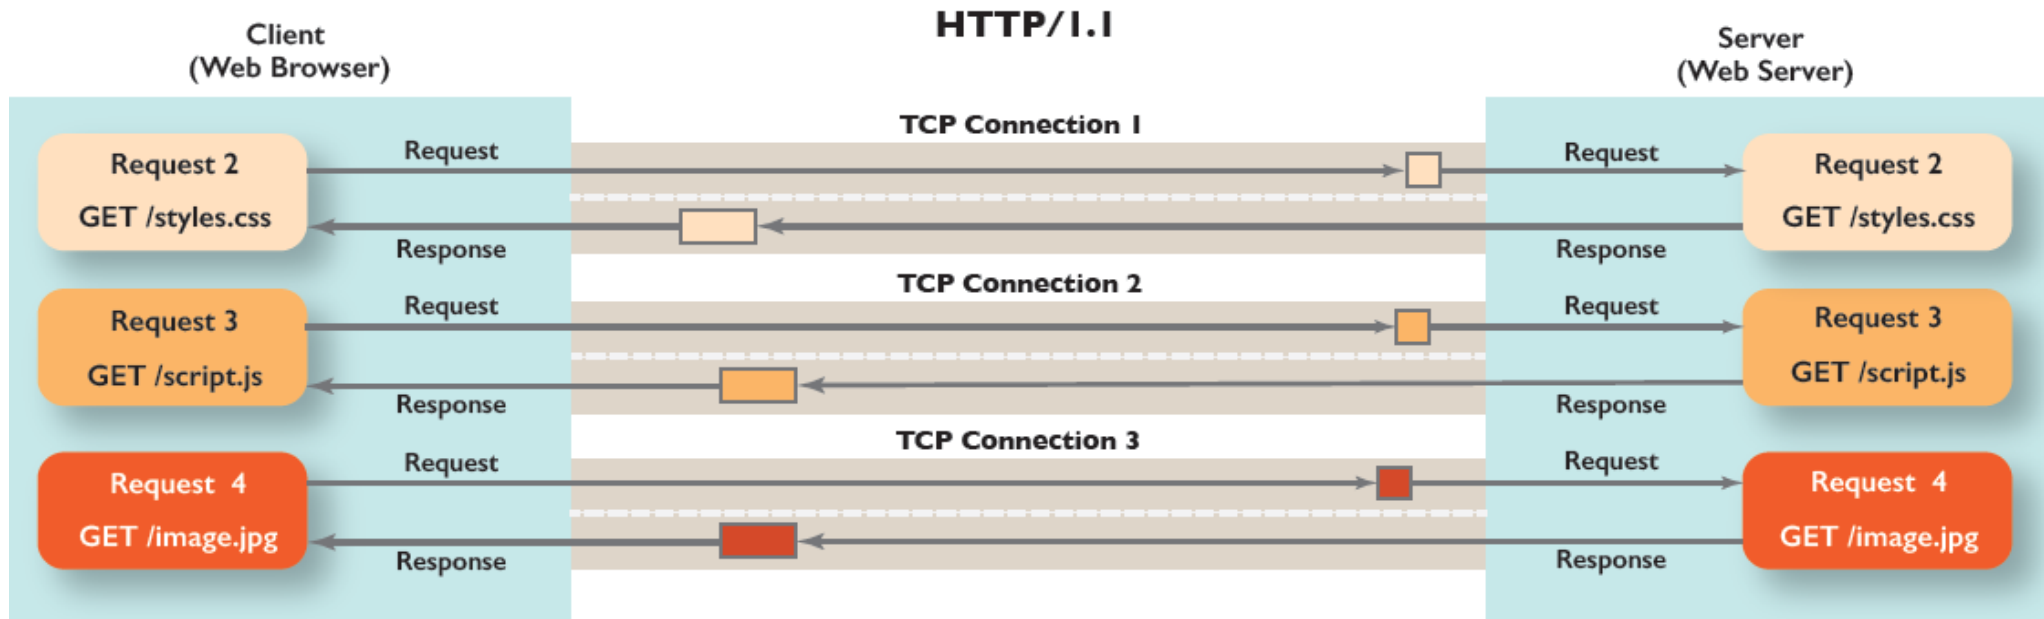 HTTP/1.1
Client
(Web Browser)
Server
(Web Server)
TCP Connection 1
Request 2
GET /styles.css
Request
Response
Request
Response
Request 2
GET /styles.css
TCP Connection 2
Request 3
GET /script.js
Request
Response
Request
Response
Request 3
GET /script.js
TCP Connection 3
Request 4
GET /image.jpg
Request
Response
Request
Response
Request 4
GET /image.jpg